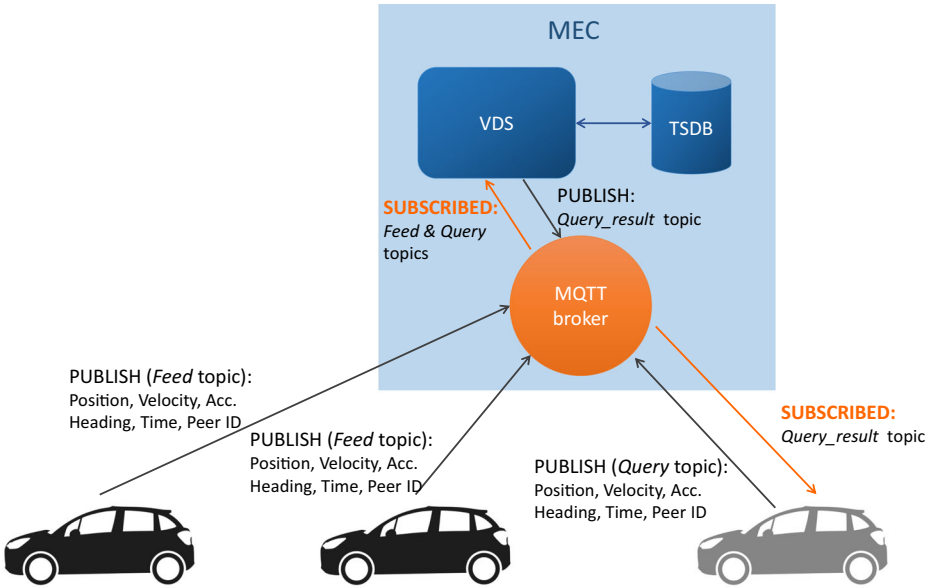 MEC
VDS
TSDB
SUBSCRIBED:
Feed & Query
topics
PUBLISH:
Query_result topic
MQTT
broker
PUBLISH (Feed topic):
Position, Velocity, Acc.
Heading, Time, Peer ID
PUBLISH (Feed topic):
Position, Velocity, Acc.
Heading, Time, Peer ID
PUBLISH (Query topic):
Position, Velocity, Acc.
Heading, Time, Peer ID
SUBSCRIBED:
Query_result topic